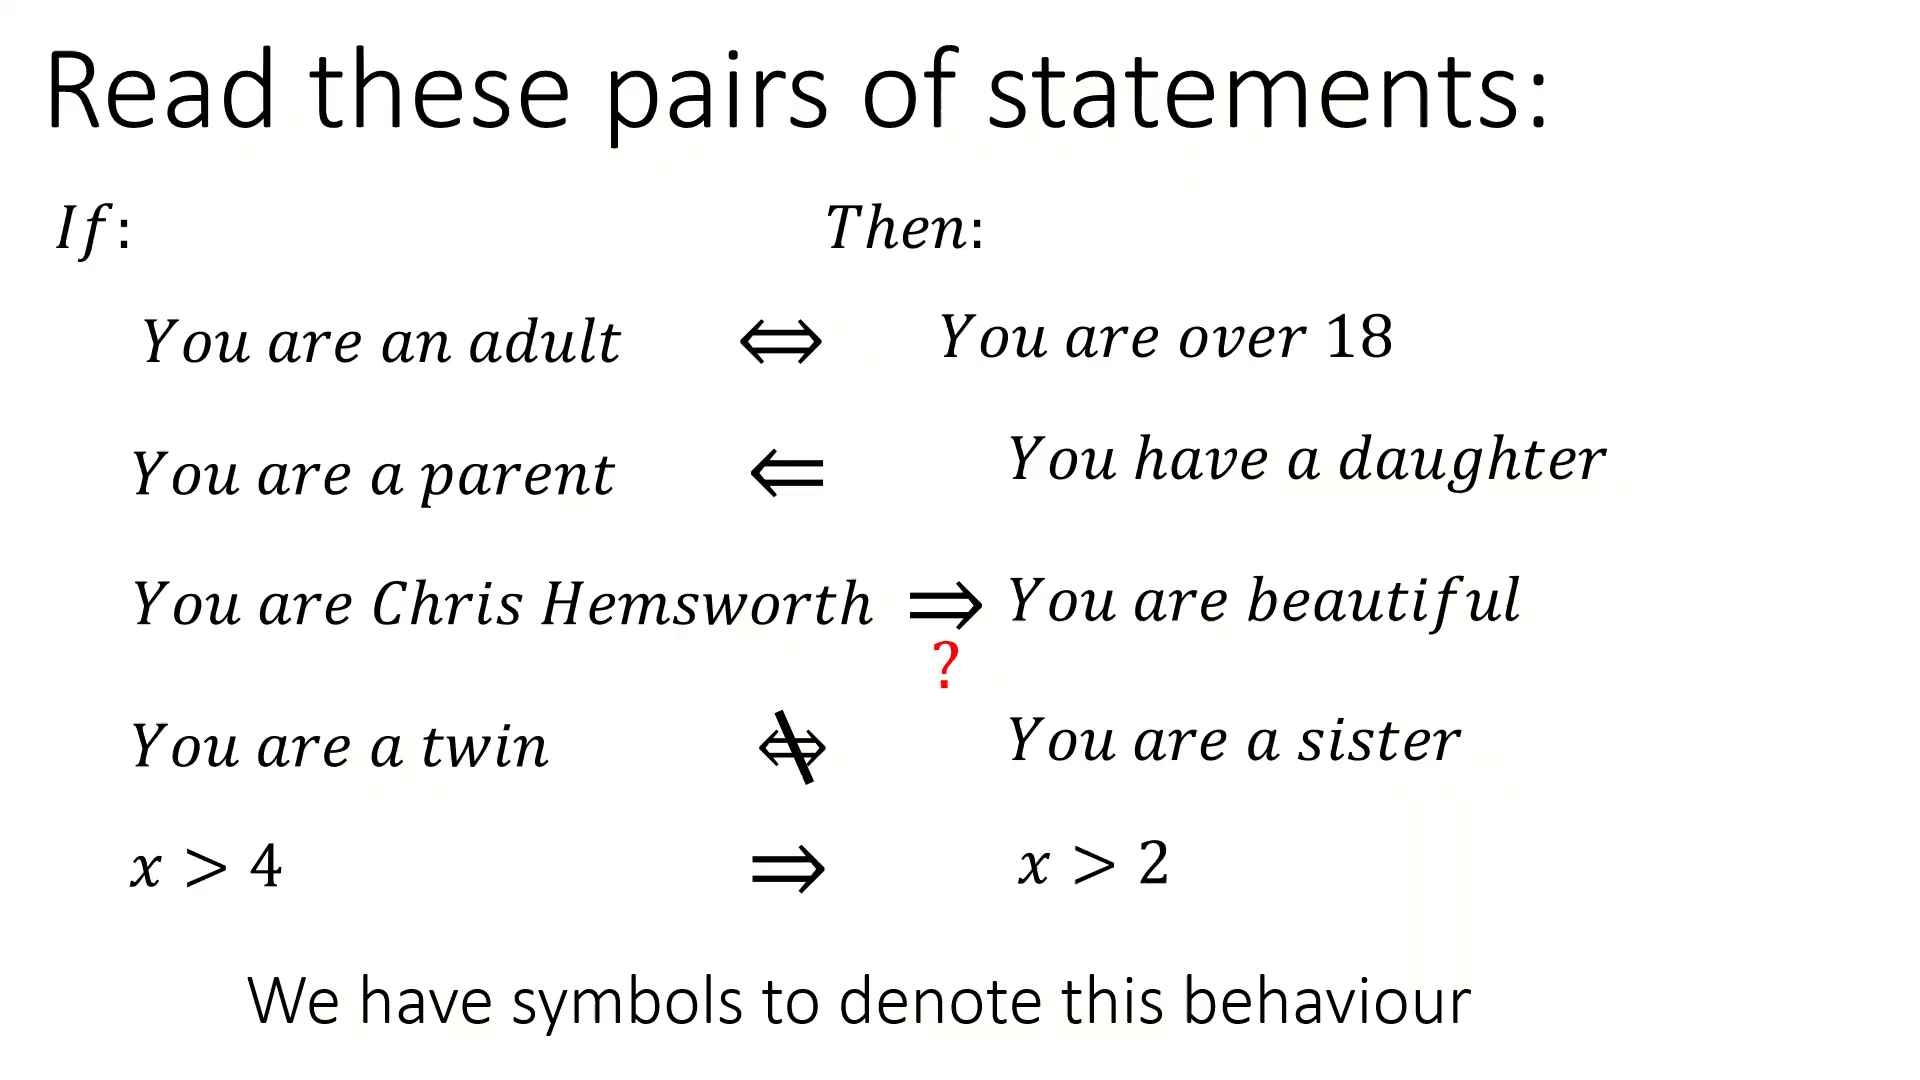 Read these pairs of statements:
If: Then:
You are an adult ⇔ You are over 18
You are a parent ⇐ You have a daughter
You are Chris Hemsworth ⇒ You are beautiful
?
You are a twin ⇎ You are a sister
x > 4 ⇒ x > 2
We have symbols to denote this behaviour